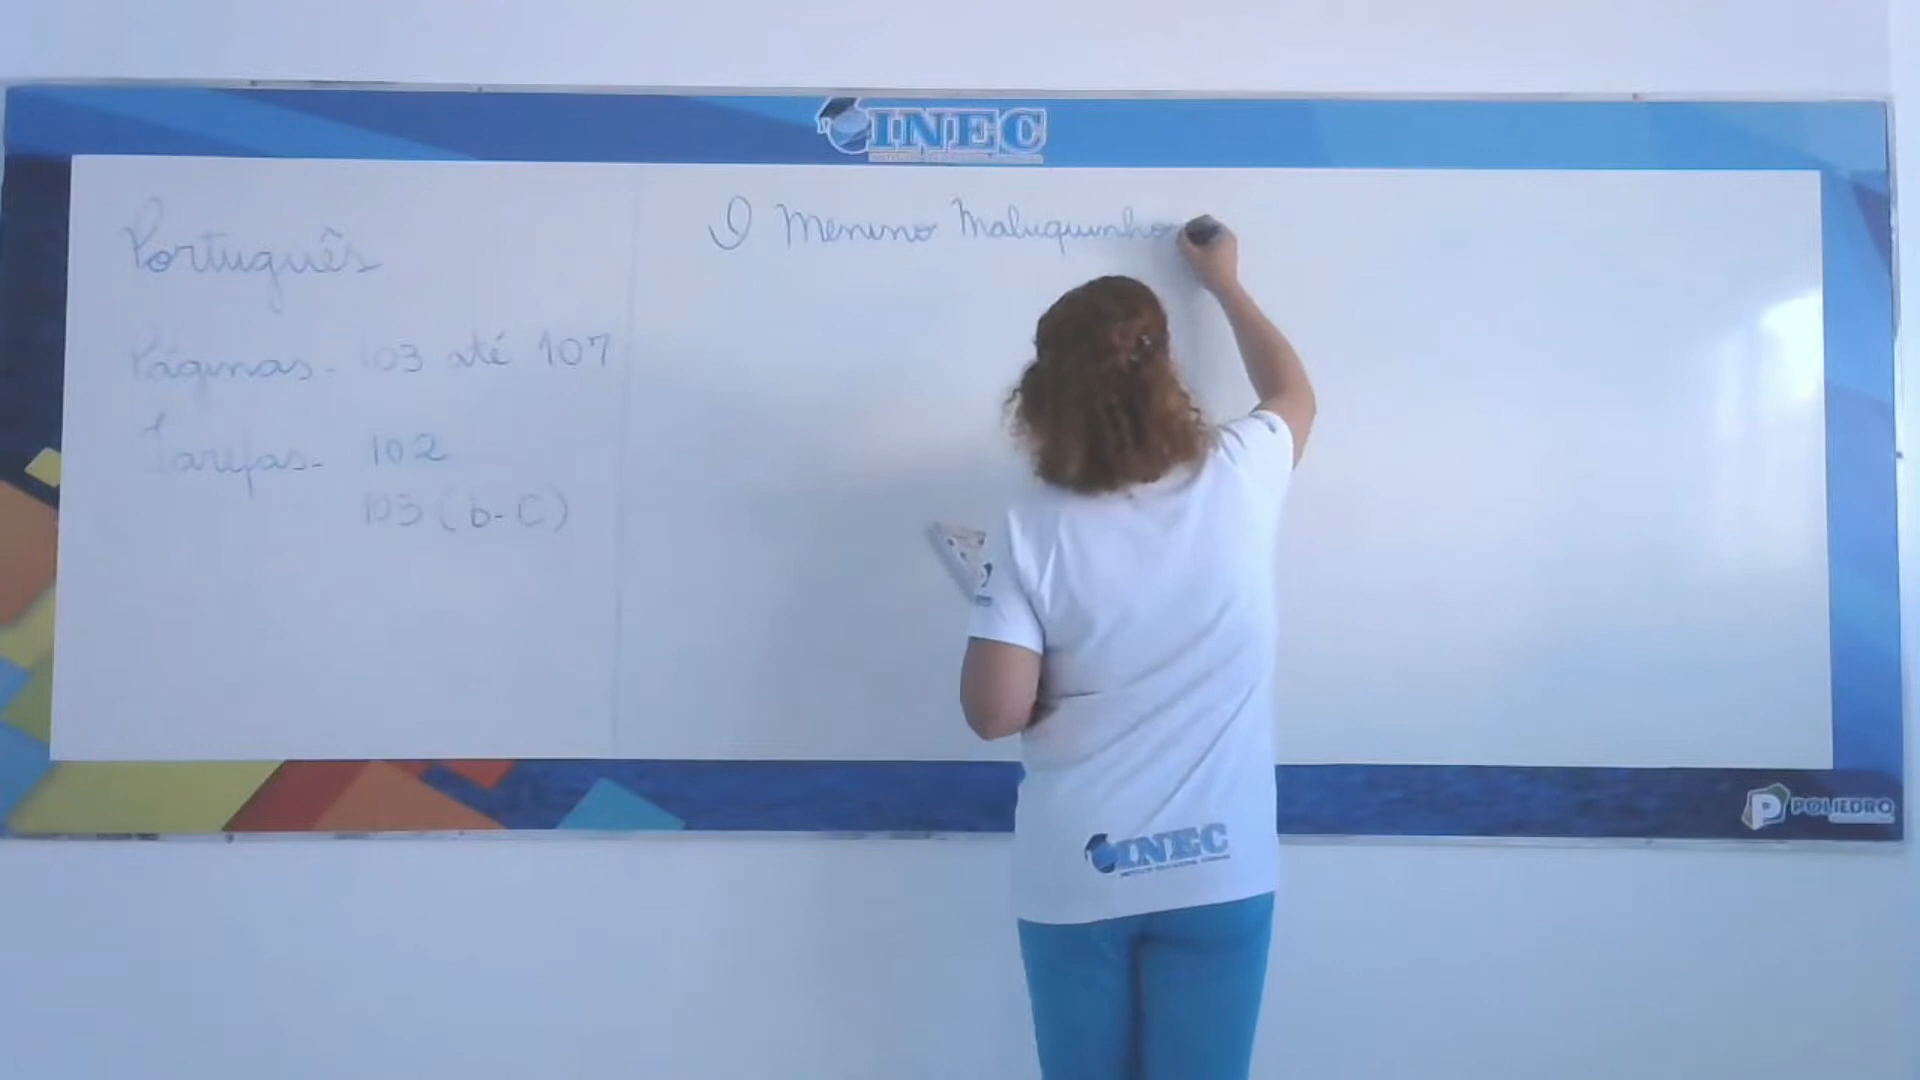 INEC
Português
Páginas - 103 até 107
Tarefas - 102
103 (b-C)
O Menino Maluquinho
INEC
POLIEDRO